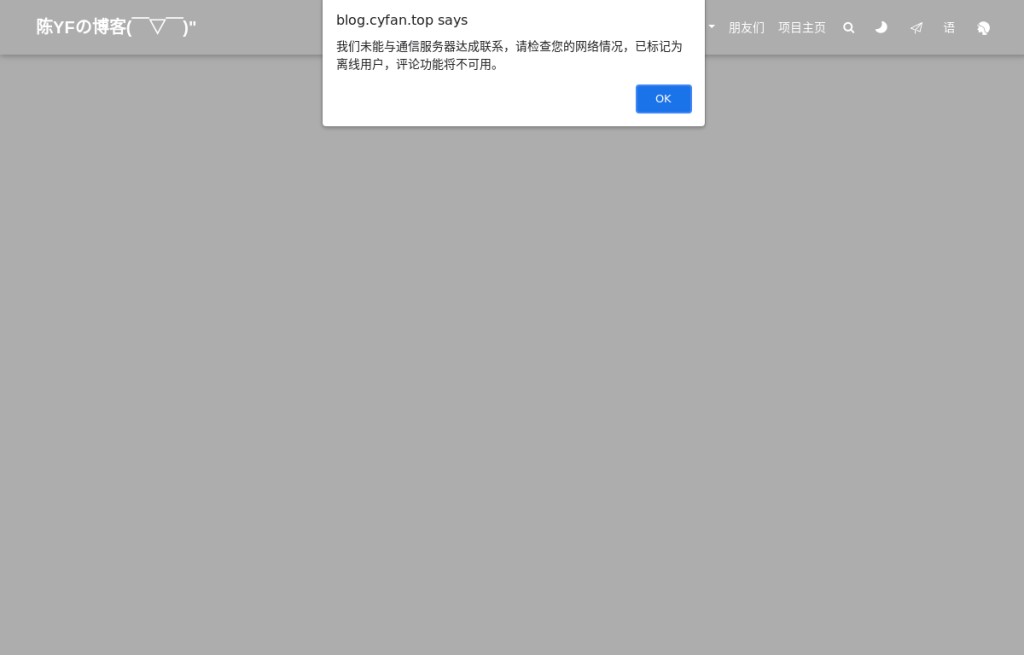 陈YFの博客(￣▽￣)"
blog.cyfan.top says
我们未能与通信服务器达成联系，请检查您的网络情况，已标记为
离线用户，评论功能将不可用。
OK
朋友们 项目主页 语